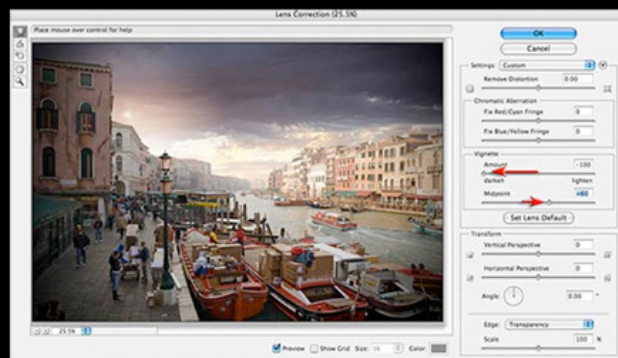 Lens Correction (25.5%)
Place mouse over control for help
OK
Cancel
Settings: Custom
Remove Distortion 0.00
Chromatic Aberration
Fix Red/Cyan Fringe 0
Fix Blue/Yellow Fringe 0
Vignette
Amount -100
darken lighten
Midpoint +60
Set Lens Default
Transform
Vertical Perspective 0
Horizontal Perspective 0
Angle: 0.00 °
Edge: Transparency
Scale 100 %
25.5%
Preview Show Grid Size: 16 Color: